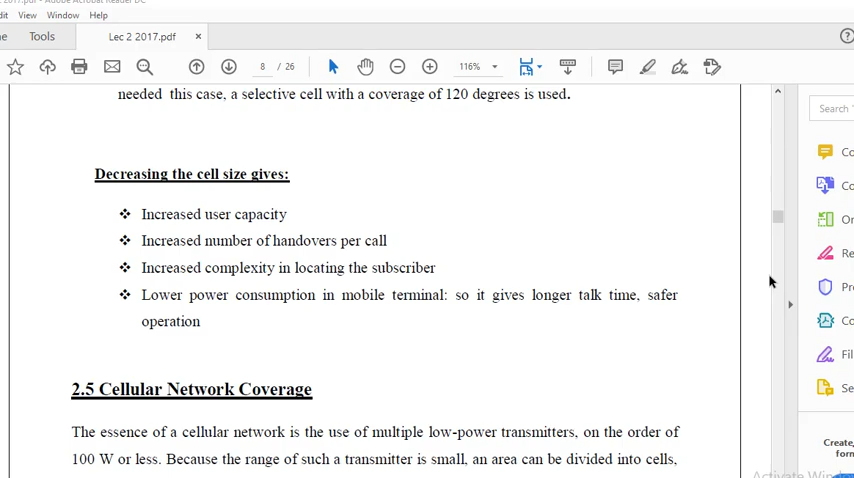 2017.pdf - Adobe Acrobat Reader DC
dit View Window Help
Tools Lec 2 2017.pdf ×
8 / 26 116%
needed this case, a selective cell with a coverage of 120 degrees is used.
Decreasing the cell size gives:
❖ Increased user capacity
❖ Increased number of handovers per call
❖ Increased complexity in locating the subscriber
❖ Lower power consumption in mobile terminal: so it gives longer talk time, safer
operation
2.5 Cellular Network Coverage
The essence of a cellular network is the use of multiple low-power transmitters, on the order of
100 W or less. Because the range of such a transmitter is small, an area can be divided into cells,
Search
Co
Cr
Re
Pr
Co
Fil
Se
Create,
form
Activate Windo